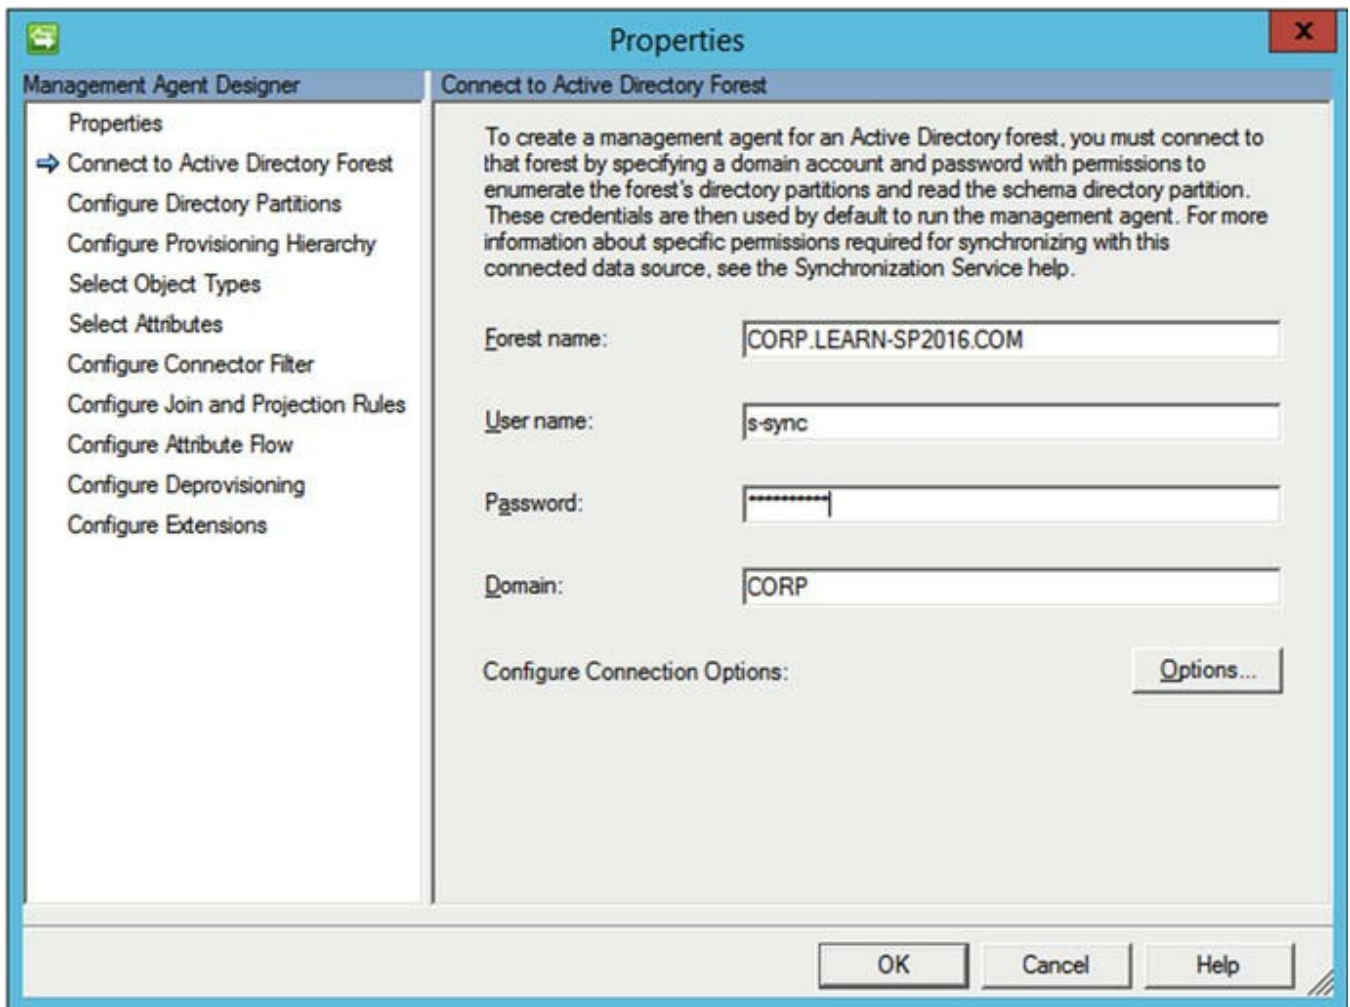 Properties
X
Management Agent Designer
Properties
Connect to Active Directory Forest
Configure Directory Partitions
Configure Provisioning Hierarchy
Select Object Types
Select Attributes
Configure Connector Filter
Configure Join and Projection Rules
Configure Attribute Flow
Configure Deprovisioning
Configure Extensions
Connect to Active Directory Forest
To create a management agent for an Active Directory forest, you must connect to
that forest by specifying a domain account and password with permissions to
enumerate the forest's directory partitions and read the schema directory partition.
These credentials are then used by default to run the management agent. For more
information about specific permissions required for synchronizing with this
connected data source, see the Synchronization Service help.
Forest name: CORP.LEARN-SP2016.COM
User name: s-sync
Password: **********
Domain: CORP
Configure Connection Options: Options...
OK Cancel Help